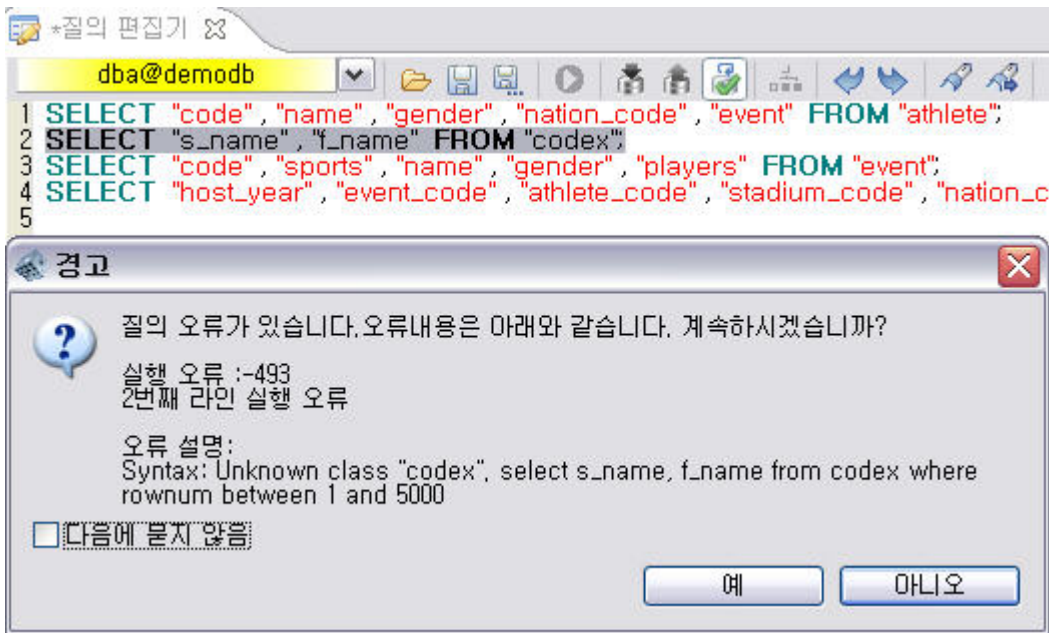 *질의 편집기
dba@demodb
1 SELECT "code", "name", "gender", "nation_code", "event" FROM "athlete";
2 SELECT "s_name", "f_name" FROM "codex";
3 SELECT "code", "sports", "name", "gender", "players" FROM "event";
4 SELECT "host_year", "event_code", "athlete_code", "stadium_code", "nation_c
5
경고
질의 오류가 있습니다.오류내용은 아래와 같습니다. 계속하시겠습니까?
실행 오류 :-493
2번째 라인 실행 오류
오류 설명:
Syntax: Unknown class "codex", select s_name, f_name from codex where
rownum between 1 and 5000
다음에 묻지 않음
예
아니오